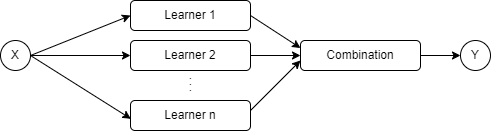 Learner 1
X
Learner 2
Combination
Y
Learner n